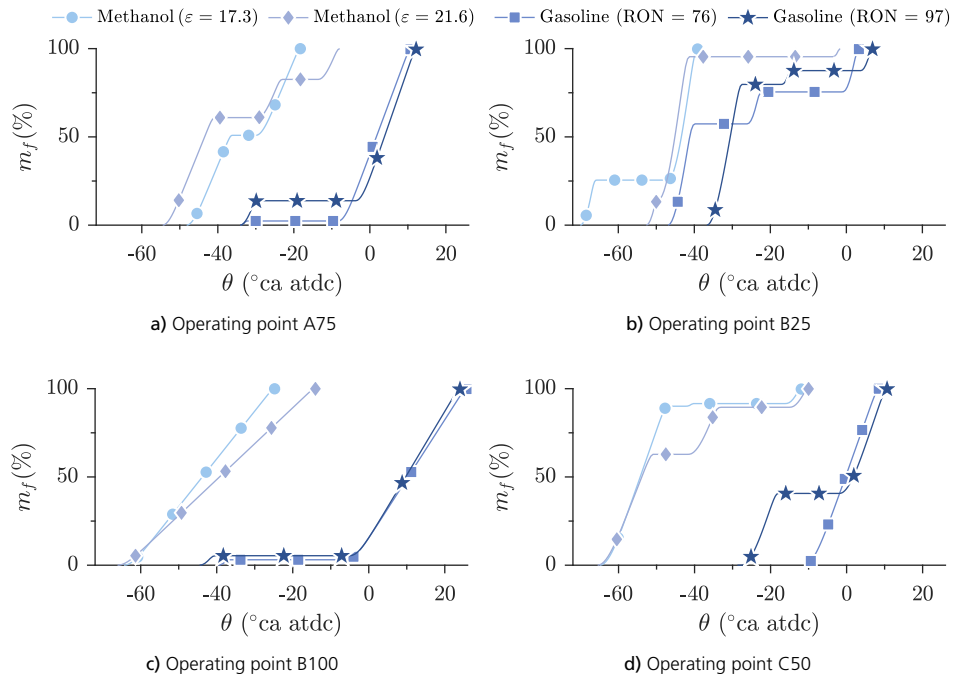 Methanol (ε = 17.3) Methanol (ε = 21.6) Gasoline (RON = 76) Gasoline (RON = 97)
100
50
0
m_f (%)
-60 -40 -20 0 20
θ (°ca atdc)
a) Operating point A75
100
50
0
m_f (%)
-60 -40 -20 0 20
θ (°ca atdc)
b) Operating point B25
100
50
0
m_f (%)
-60 -40 -20 0 20
θ (°ca atdc)
c) Operating point B100
100
50
0
m_f (%)
-60 -40 -20 0 20
θ (°ca atdc)
d) Operating point C50